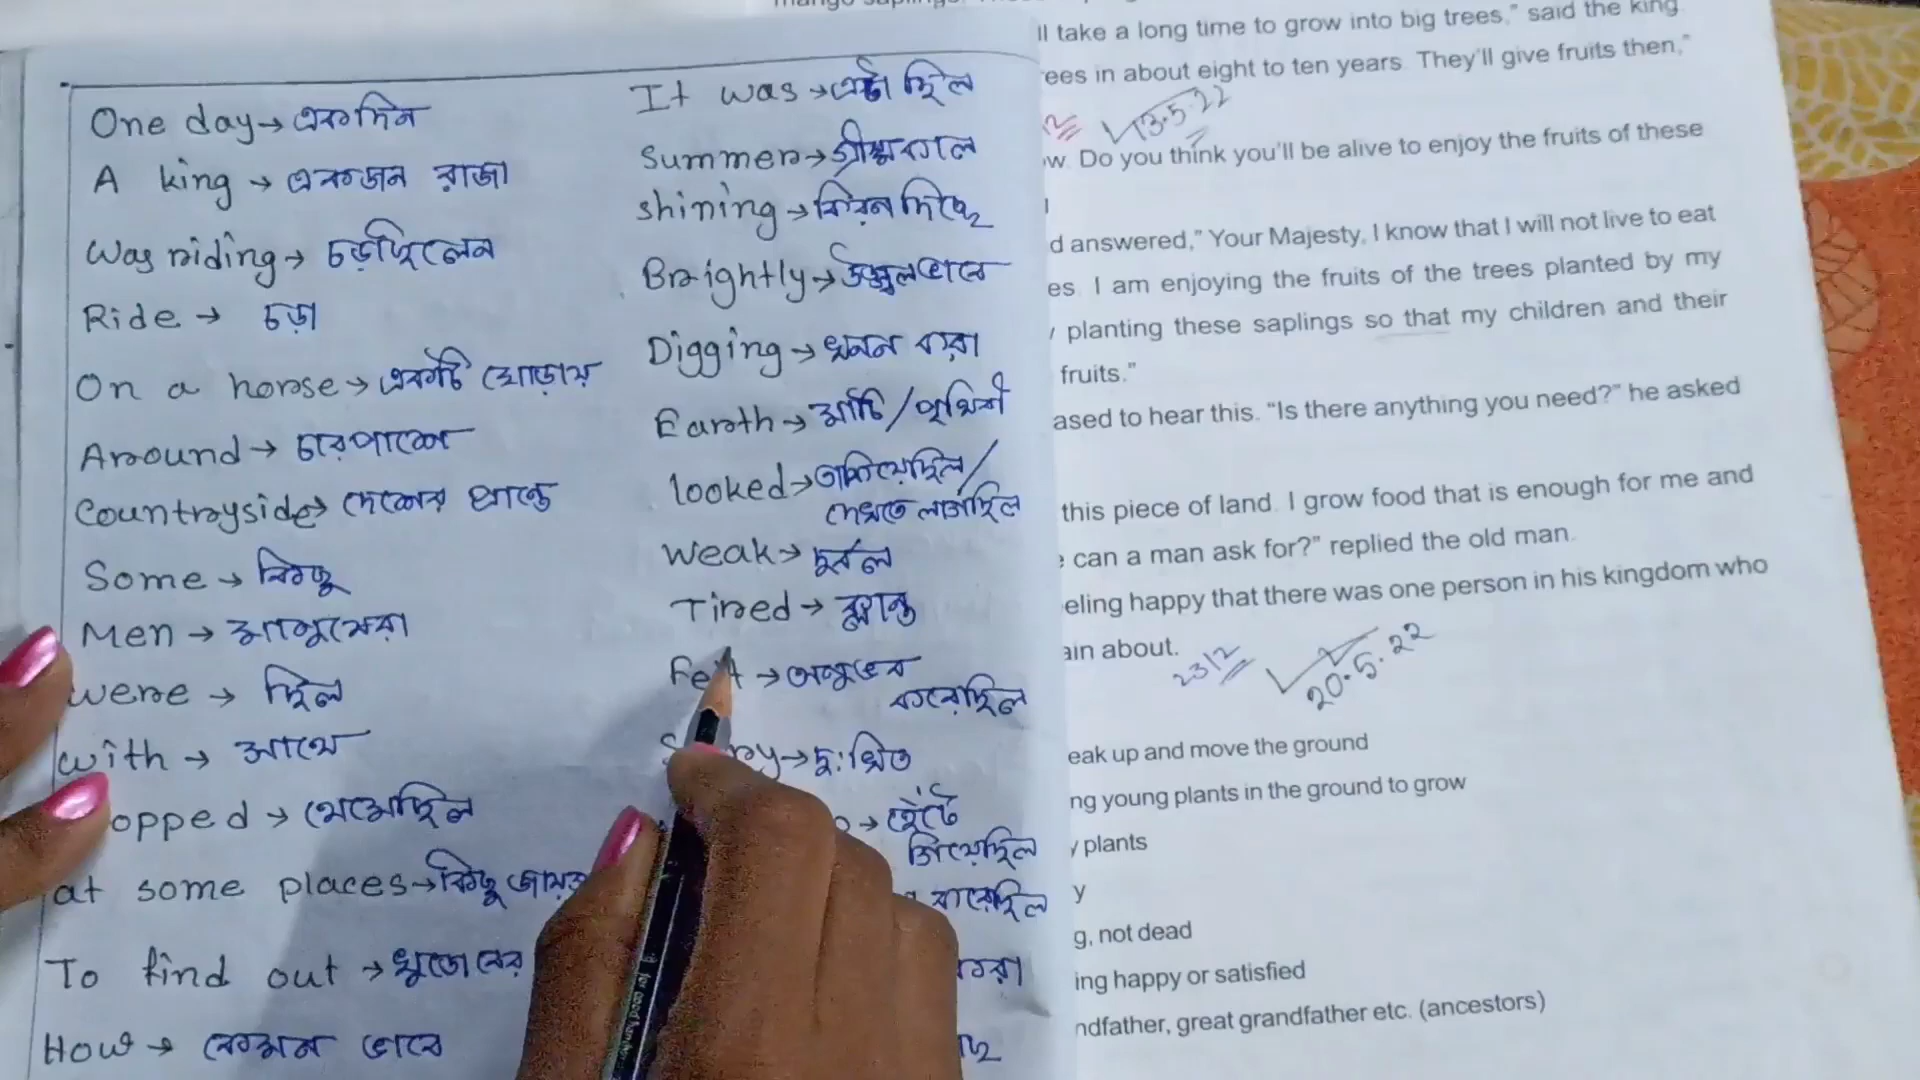 One day → একদিন
A king → একজন রাজা
Was riding → চড়ছিলেন
Ride → চড়া
On a horse → একটি ঘোড়ায়
Around → চারপাশে
Countryside → দেশের প্রান্তে
Some → কিছু
Men → মানুষেরা
were → ছিল
with → সাথে
opped → থেমেছিল
at some places → কিছু
To find out →
How → কেমন ভাবে
It was → এটা ছিল
Summer → গ্রীষ্মকাল
shining → কিরন দিচ্ছে
Brightly → উজ্জ্বলভাবে
Digging → খনন করা
Earth → মাটি / পৃথিবী
looked → তাকিয়েছিল /
দেখতে লাগছিল
Weak → দুর্বল
Tired → ক্লান্ত
Felt → অনুভব
করেছিল
→ দুঃখিত
→ হেঁটে
গিয়েছিল
ll take a long time to grow into big trees," said the king.
ees in about eight to ten years. They'll give fruits then,"
13.5.22
w. Do you think you'll be alive to enjoy the fruits of these
d answered," Your Majesty, I know that I will not live to eat
es. I am enjoying the fruits of the trees planted by my
planting these saplings so that my children and their
fruits."
ased to hear this. "Is there anything you need?" he asked
this piece of land. I grow food that is enough for me and
can a man ask for?" replied the old man.
eling happy that there was one person in his kingdom who
ain about.
20.5.22
eak up and move the ground
ng young plants in the ground to grow
y plants
y
g, not dead
ing happy or satisfied
ndfather, great grandfather etc. (ancestors)